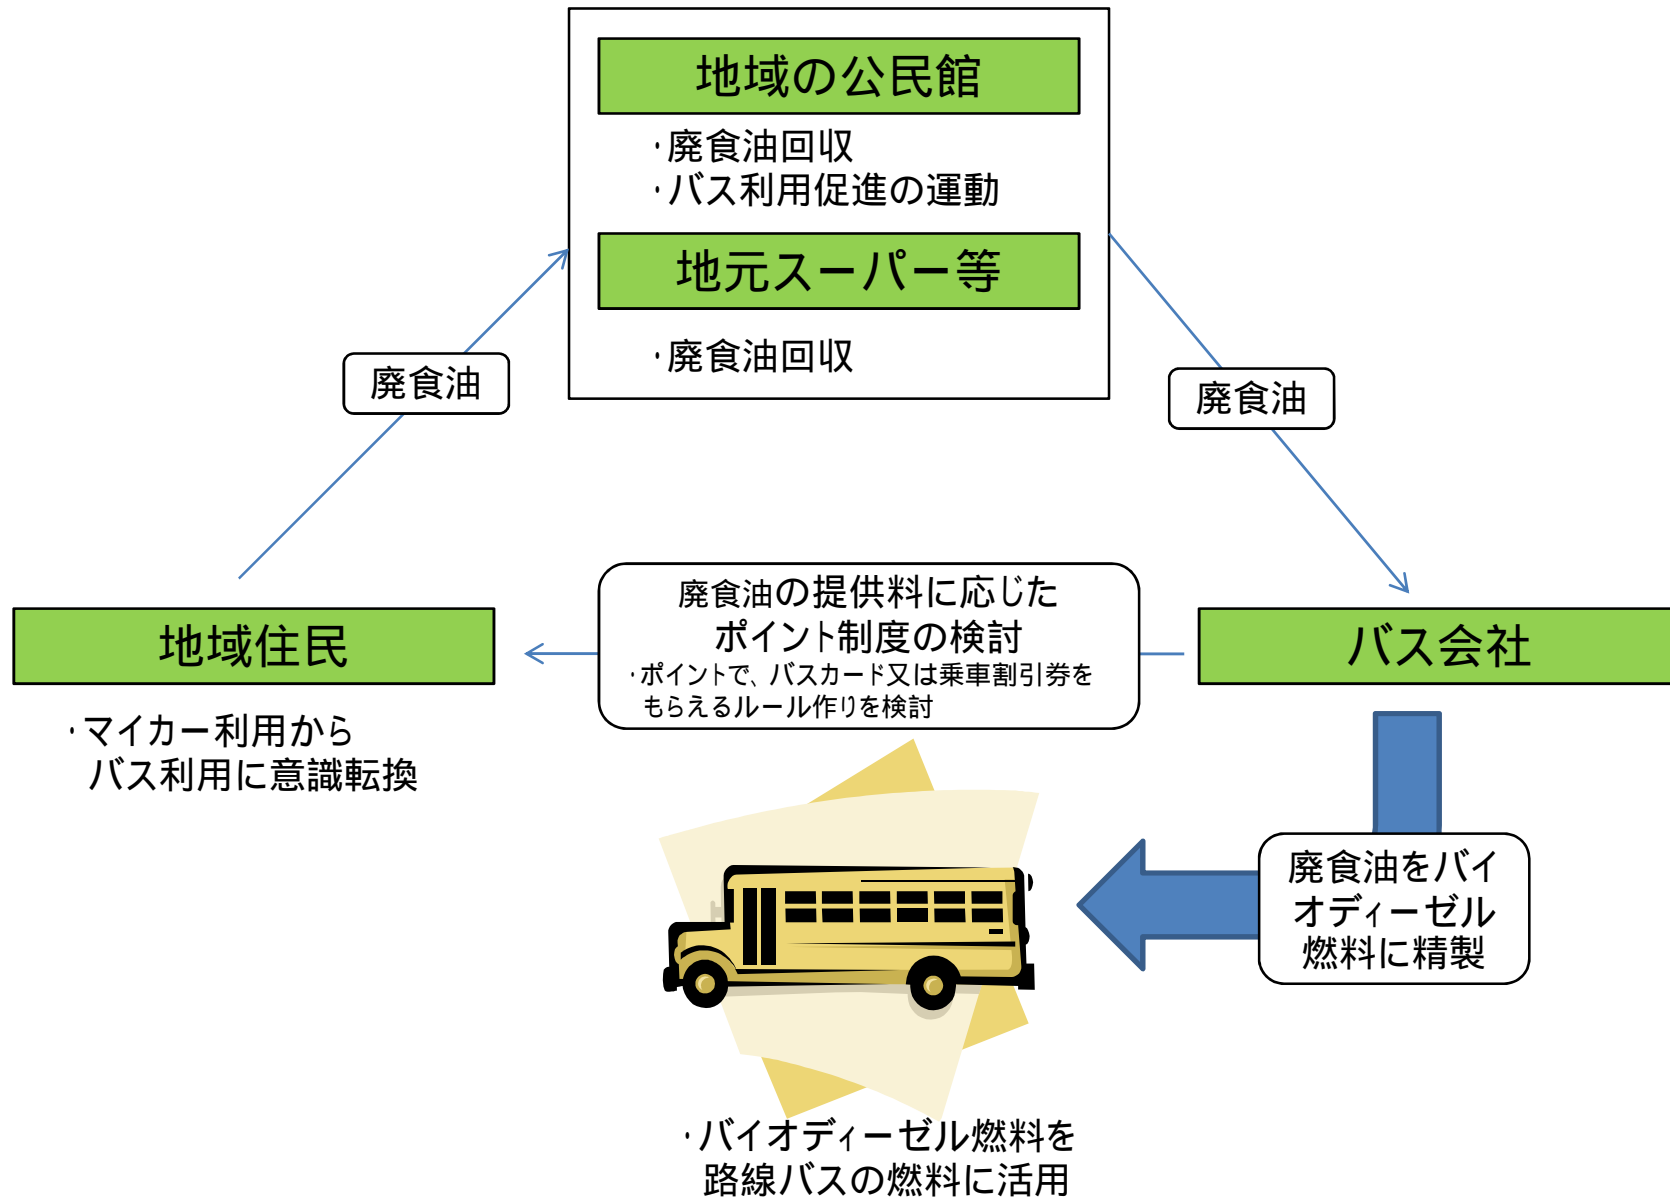 地域の公民館
・廃食油回収
・バス利用促進の運動
地元スーパー等
・廃食油回収
廃食油
廃食油
廃食油の提供料に応じた
ポイント制度の検討
・ポイントで、バスカード又は乗車割引券を
もらえるルール作りを検討
地域住民
バス会社
・マイカー利用から
バス利用に意識転換
廃食油をバイ
オディーゼル
燃料に精製
・バイオディーゼル燃料を
路線バスの燃料に活用